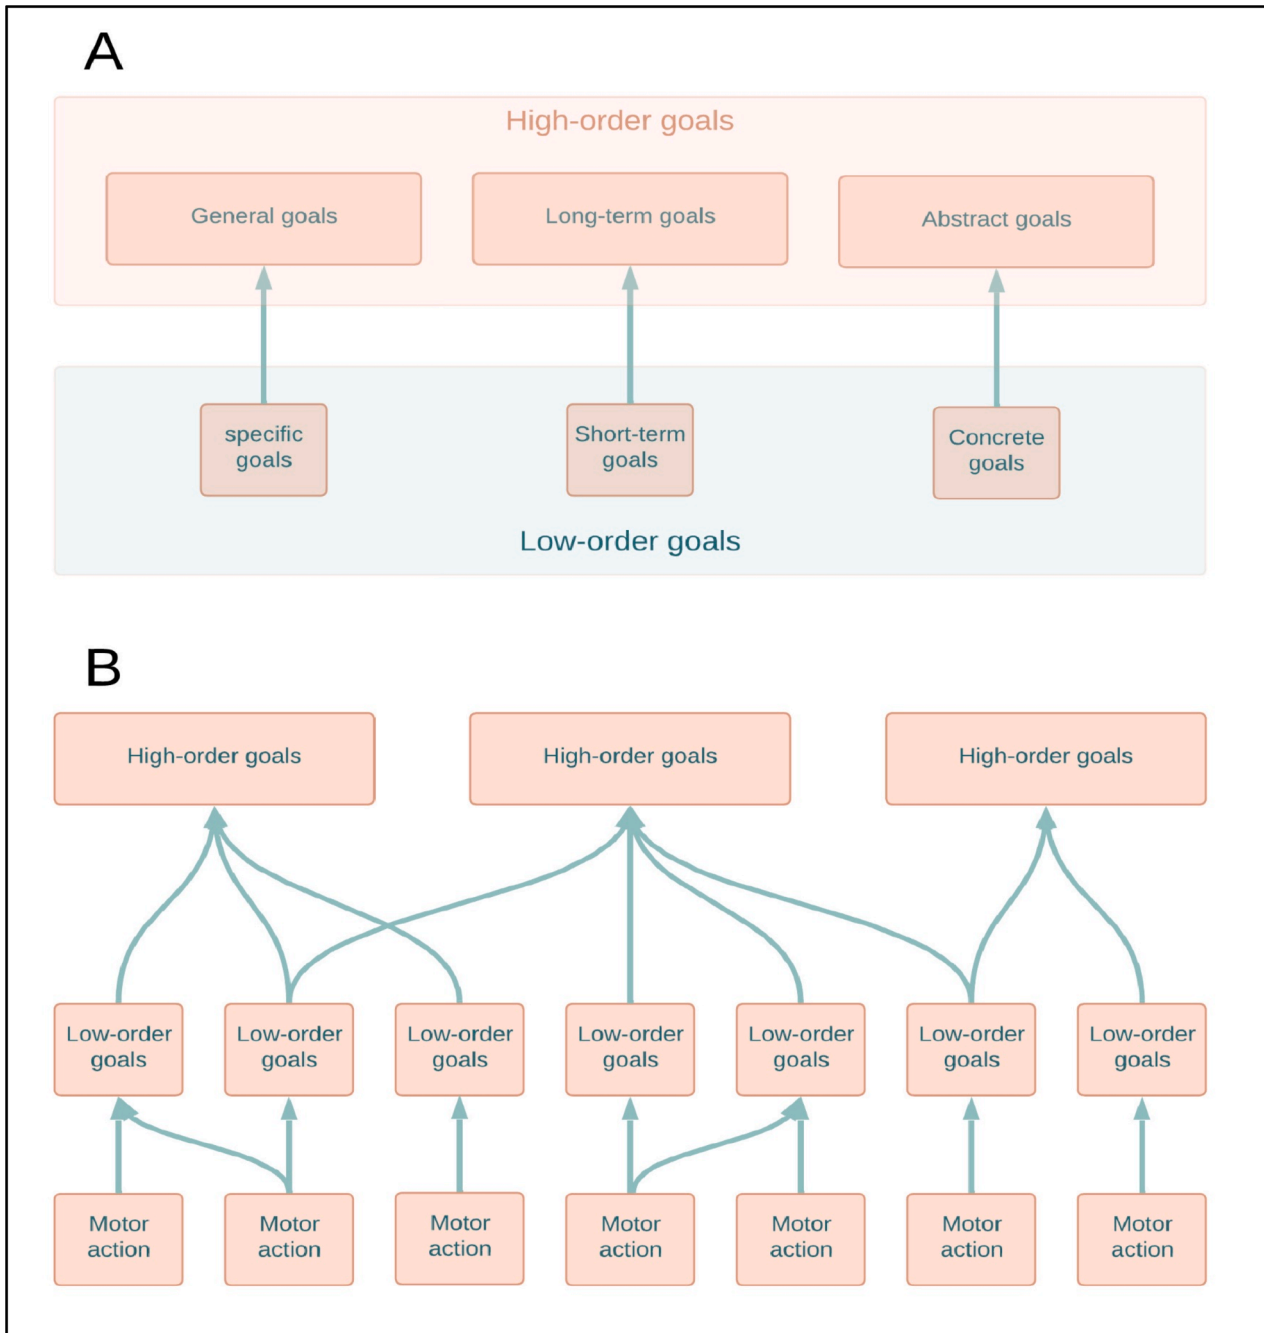 A
High-order goals
General goals
Long-term goals
Abstract goals
specific
goals
Short-term
goals
Concrete
goals
Low-order goals
B
High-order goals
High-order goals
High-order goals
Low-order
goals
Low-order
goals
Low-order
goals
Low-order
goals
Low-order
goals
Low-order
goals
Low-order
goals
Motor
action
Motor
action
Motor
action
Motor
action
Motor
action
Motor
action
Motor
action